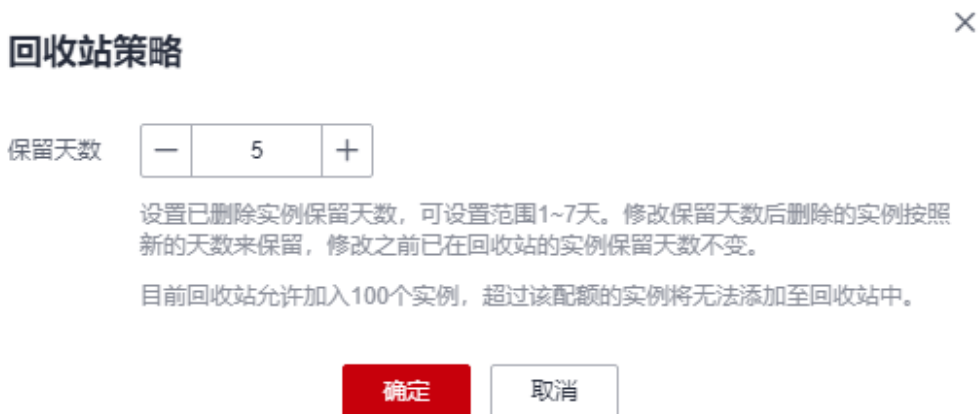 回收站策略
保留天数
5
设置已删除实例保留天数，可设置范围1~7天。修改保留天数后删除的实例按照
新的天数来保留，修改之前已在回收站的实例保留天数不变。
目前回收站允许加入100个实例，超过该配额的实例将无法添加至回收站中。
确定
取消